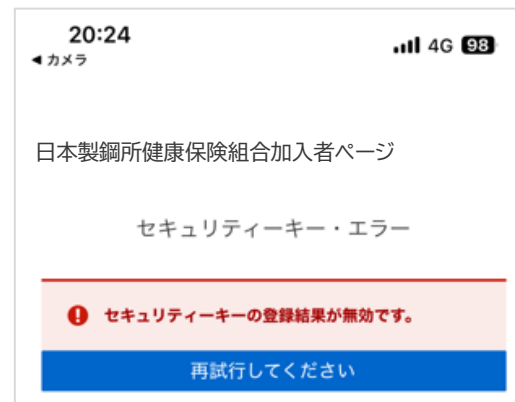 20:24
4G 98
◀ カメラ
日本製鋼所健康保険組合加入者ページ
セキュリティーキー・エラー
セキュリティーキーの登録結果が無効です。
再試行してください